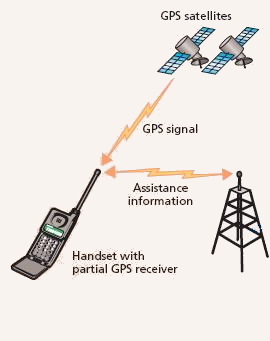 GPS satellites
GPS signal
Assistance
information
Handset with
partial GPS receiver